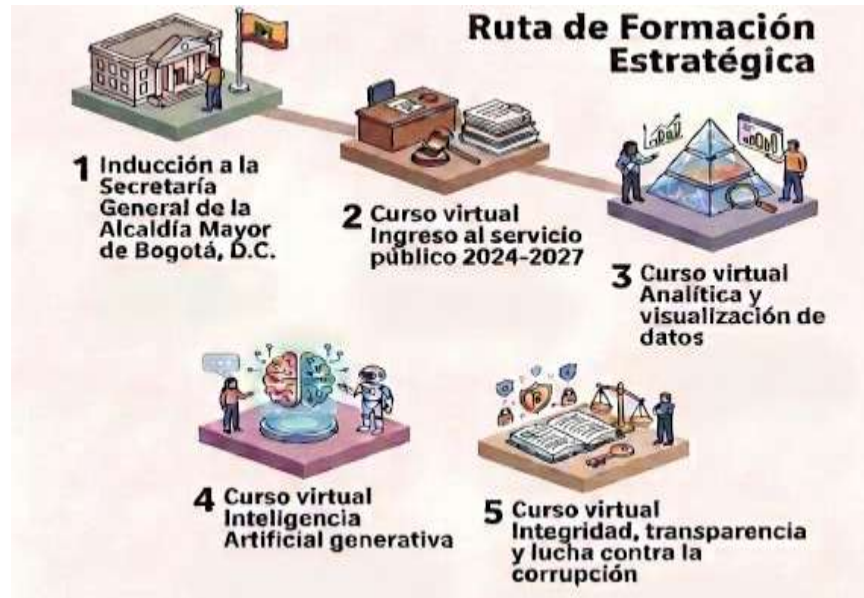 Ruta de Formación
Estratégica
1 Inducción a la
Secretaría
General de la
Alcaldía Mayor
de Bogotá, D.C.
2 Curso virtual
Ingreso al servicio
público 2024-2027
3 Curso virtual
Analítica y
visualización de
datos
4 Curso virtual
Inteligencia
Artificial generativa
5 Curso virtual
Integridad, transparencia
y lucha contra la
corrupción